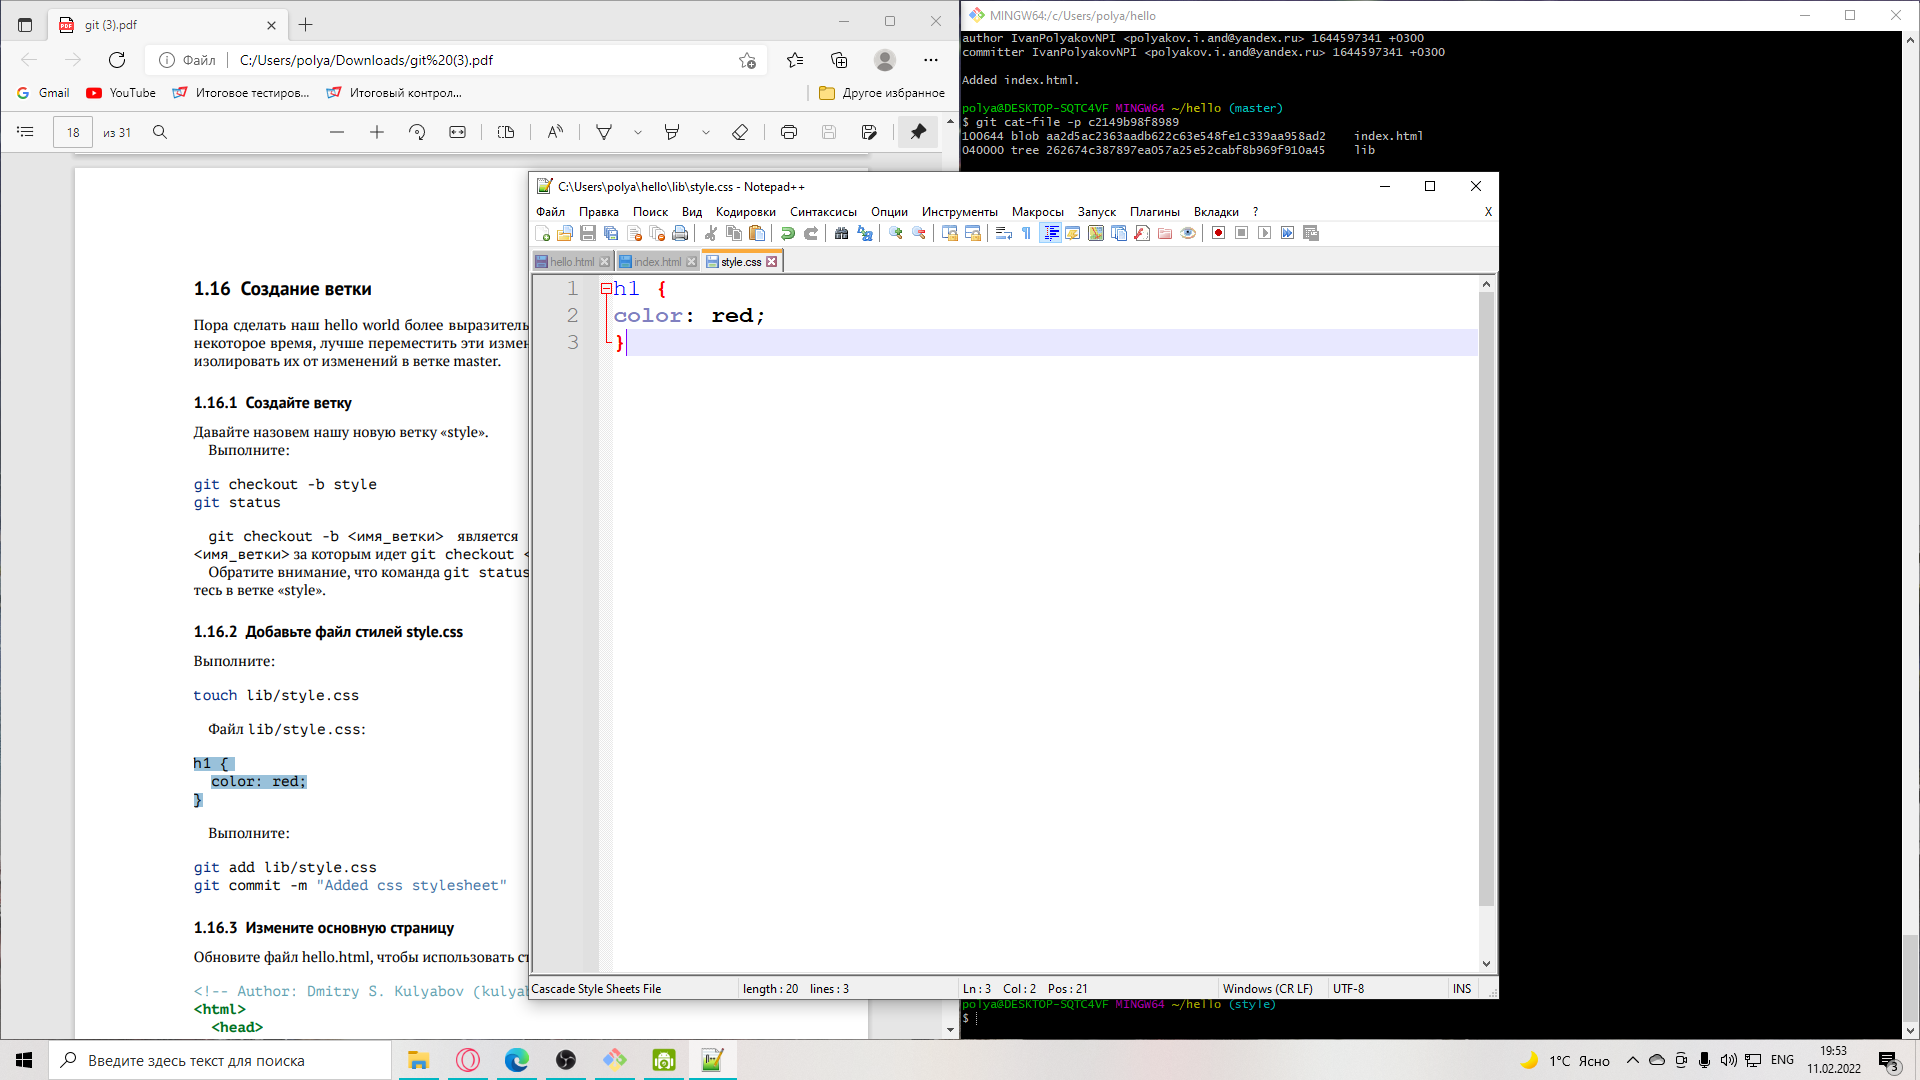 git (3).pdf
Файл
C:/Users/polya/Downloads/git%20(3).pdf
Gmail
YouTube
Итоговое тестиров...
Итоговый контрол...
Другое избранное
18
из 31
1.16 Создание ветки
Пора сделать наш hello world более выразитель
некоторое время, лучше переместить эти измен
изолировать их от изменений в ветке master.
1.16.1 Создайте ветку
Давайте назовем нашу новую ветку «style».
Выполните:
git checkout -b style
git status
git checkout -b <имя_ветки> является
<имя_ветки> за которым идет git checkout <
Обратите внимание, что команда git status
тесь в ветке «style».
1.16.2 Добавьте файл стилей style.css
Выполните:
touch lib/style.css
Файл lib/style.css:
h1 {
color: red;
}
Выполните:
git add lib/style.css
git commit -m "Added css stylesheet"
1.16.3 Измените основную страницу
Обновите файл hello.html, чтобы использовать ст
<!-- Author: Dmitry S. Kulyabov (kulyab
<html>
<head>
MINGW64:/c/Users/polya/hello
author IvanPolyakovNPI <polyakov.i.and@yandex.ru> 1644597341 +0300
committer IvanPolyakovNPI <polyakov.i.and@yandex.ru> 1644597341 +0300
Added index.html.
polya@DESKTOP-SQTC4VF MINGW64 ~/hello (master)
$ git cat-file -p c2149b98f8989
100644 blob aa2d5ac2363aadb622c63e548fe1c339aa958ad2 index.html
040000 tree 262674c387897ea057a25e52cabf8b969f910a45 lib
C:\Users\polya\hello\lib\style.css - Notepad++
Файл Правка Поиск Вид Кодировки Синтаксисы Опции Инструменты Макросы Запуск Плагины Вкладки ? X
hello.html index.html style.css
1 h1 {
2 color: red;
3 }
Cascade Style Sheets File length : 20 lines : 3 Ln : 3 Col : 2 Pos : 21 Windows (CR LF) UTF-8 INS
polya@DESKTOP-SQTC4VF MINGW64 ~/hello (style)
$
Введите здесь текст для поиска
1°C Ясно
ENG
19:53
11.02.2022
3